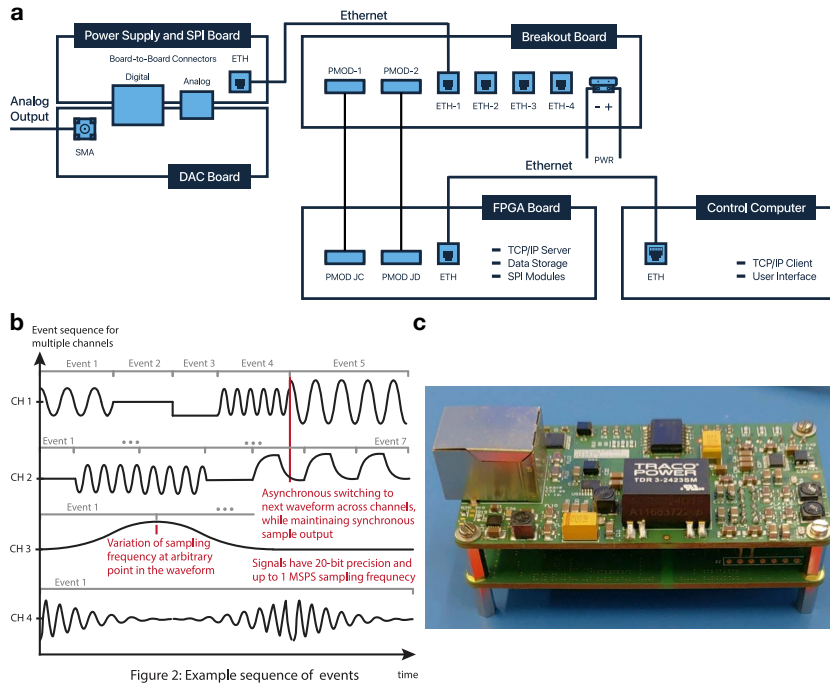 a
Power Supply and SPI Board
Board-to-Board Connectors
ETH
Digital
Analog
Analog
Output
SMA
DAC Board
Ethernet
Breakout Board
PMOD-1
PMOD-2
ETH-1
ETH-2
ETH-3
ETH-4
- +
PWR
Ethernet
FPGA Board
PMOD JC
PMOD JD
ETH
TCP/IP Server
Data Storage
SPI Modules
Control Computer
ETH
TCP/IP Client
User Interface
b
Event sequence for
multiple channels
Event 1
Event 2
Event 3
Event 4
Event 5
CH 1
Event 1
...
...
Event 7
CH 2
Asynchronous switching to
next waveform across channels,
while maintinaing synchronous
sample output
Event 1
...
CH 3
Variation of sampling
frequency at arbitrary
point in the waveform
Signals have 20-bit precision and
up to 1 MSPS sampling frequnecy
Event 1
CH 4
time
Figure 2: Example sequence of events
c
TRACO
POWER
TDR 3-2423SM